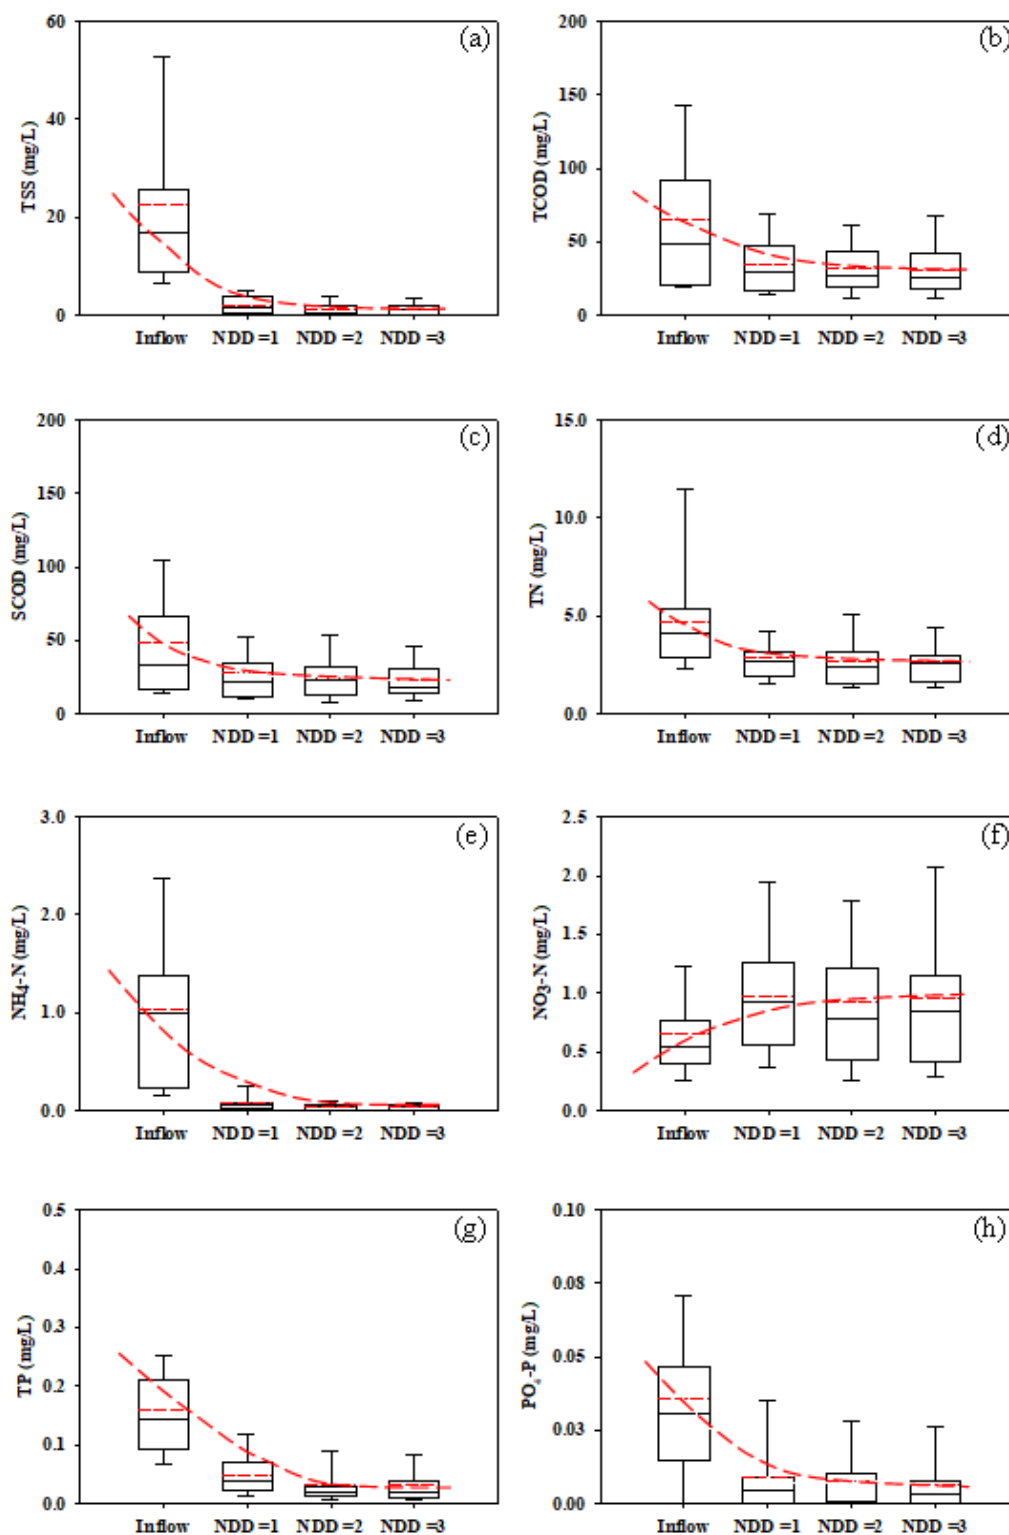 (a)
TSS (mg/L)
60
40
20
0
Inflow NDD =1 NDD =2 NDD =3
(b)
TCOD (mg/L)
200
150
100
50
0
Inflow NDD =1 NDD =2 NDD =3
(c)
SCOD (mg/L)
200
150
100
50
0
Inflow NDD =1 NDD =2 NDD =3
(d)
TN (mg/L)
15.0
10.0
5.0
0.0
Inflow NDD =1 NDD =2 NDD =3
(e)
NH4-N (mg/L)
3.0
2.0
1.0
0.0
Inflow NDD =1 NDD =2 NDD =3
(f)
NO3-N (mg/L)
2.5
2.0
1.5
1.0
0.5
0.0
Inflow NDD =1 NDD =2 NDD =3
(g)
TP (mg/L)
0.5
0.4
0.3
0.2
0.1
0.0
Inflow NDD =1 NDD =2 NDD =3
(h)
PO4-P (mg/L)
0.10
0.08
0.05
0.03
0.00
Inflow NDD =1 NDD =2 NDD =3